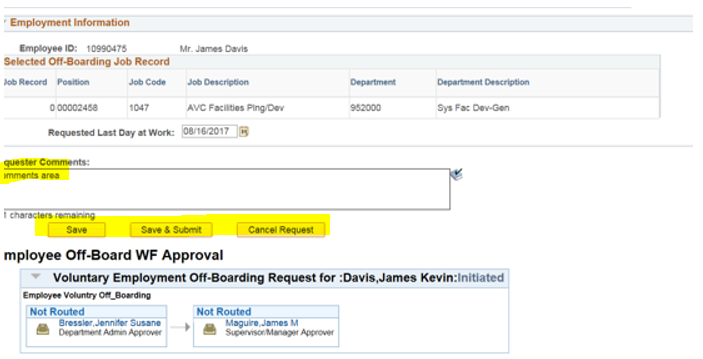 Employment Information
Employee ID: 10990475 Mr. James Davis
Selected Off-Boarding Job Record
Job Record Position Job Code Job Description Department Department Description
0 00002458 1047 AVC Facilities Plng/Dev 952000 Sys Fac Dev-Gen
Requested Last Day at Work: 08/16/2017
quester Comments:
omments area
1 characters remaining
Save Save & Submit Cancel Request
mployee Off-Board WF Approval
Voluntary Employment Off-Boarding Request for :Davis,James Kevin:Initiated
Employee Voluntry Off_Boarding
Not Routed Not Routed
Bressler,Jennifer Susane Maguire,James M
Department Admin Approver Supervisor/Manager Approver